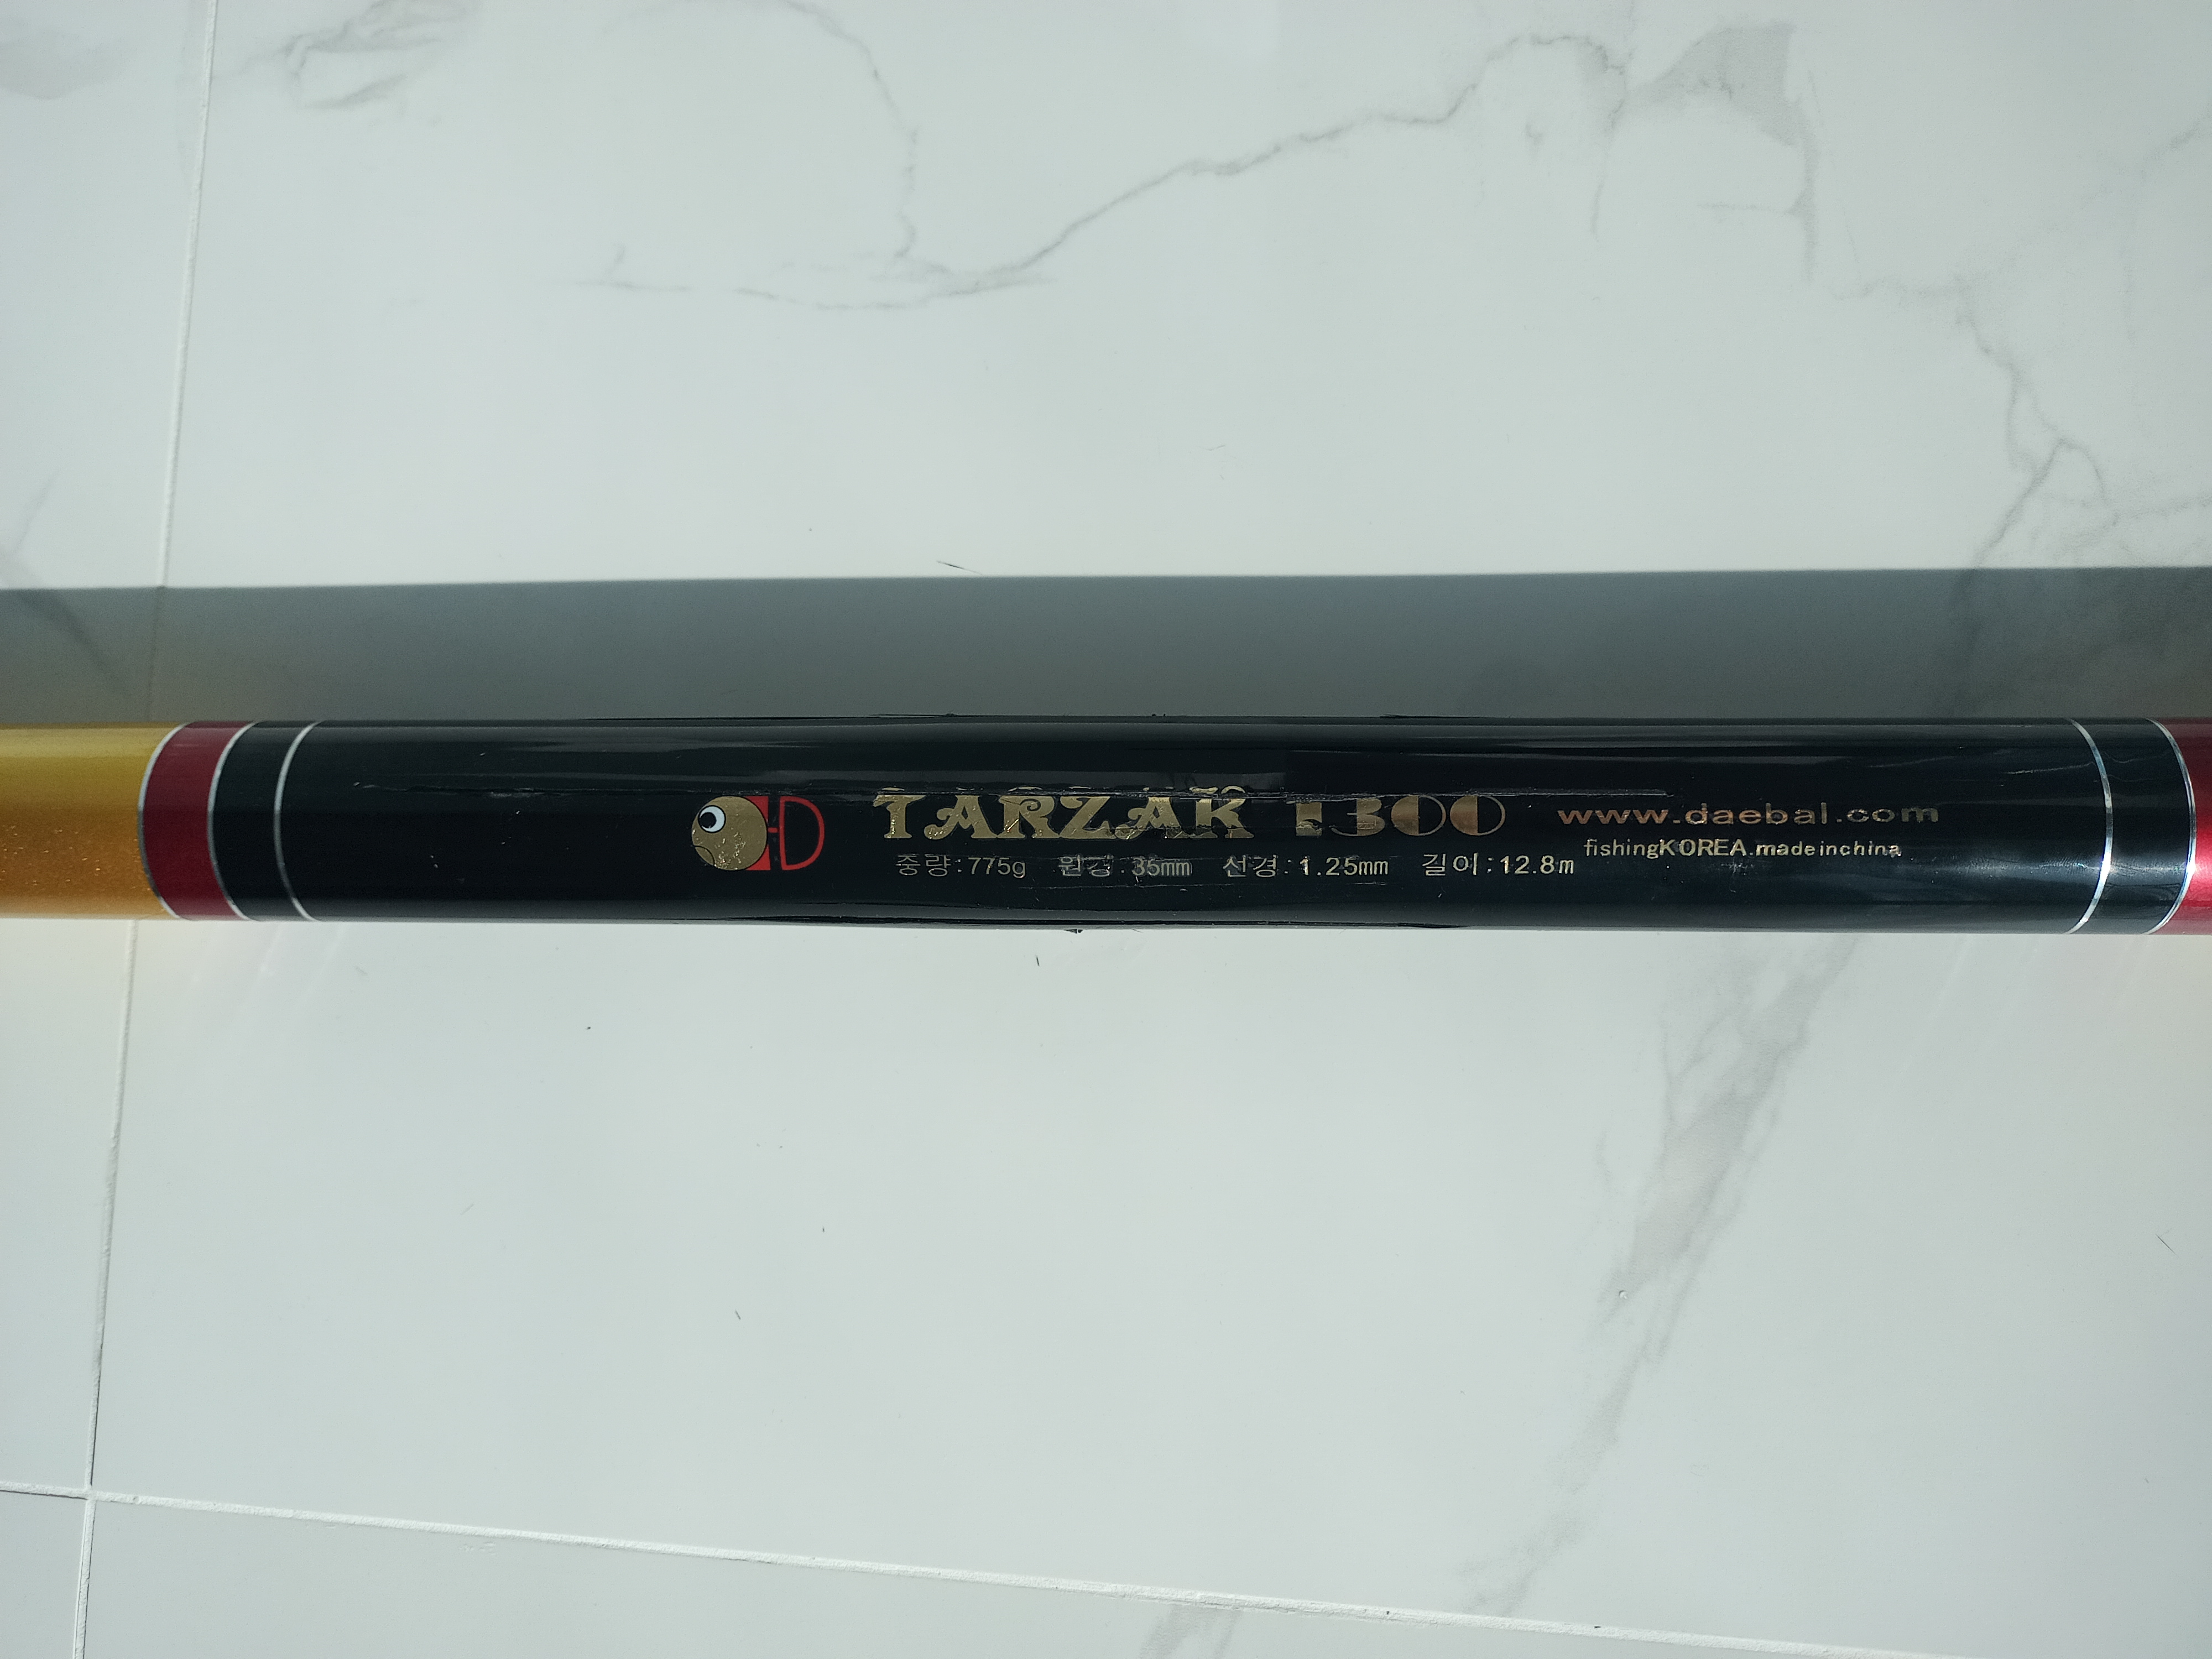 TARZAK 1300
중량:775g 원경:35mm 선경:1.25mm 길이:12.8m
www.daebal.com
fishingKOREA.madeinchina